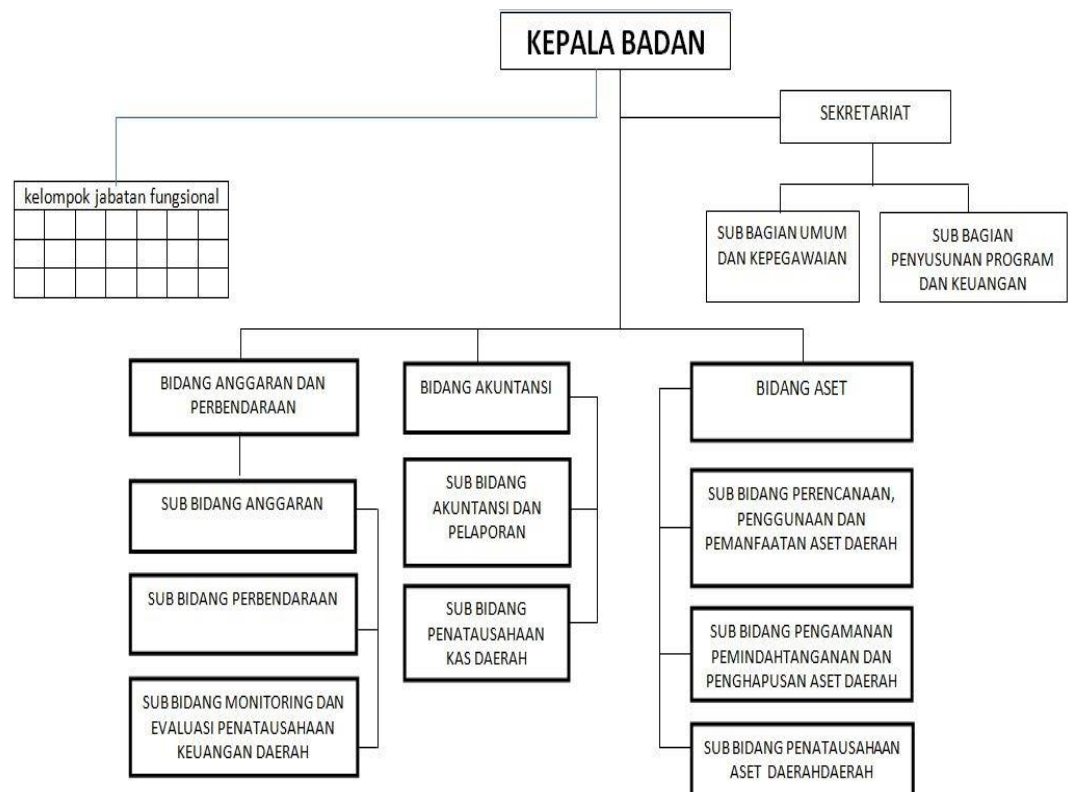 KEPALA BADAN
SEKRETARIAT
kelompok jabatan fungsional
SUB BAGIAN UMUM
DAN KEPEGAWAIAN
SUB BAGIAN
PENYUSUNAN PROGRAM
DAN KEUANGAN
BIDANG ANGGARAN DAN
PERBENDARAAN
SUB BIDANG ANGGARAN
SUB BIDANG PERBENDARAAN
SUB BIDANG MONITORING DAN
EVALUASI PENATAUSAHAAN
KEUANGAN DAERAH
BIDANG AKUNTANSI
SUB BIDANG
AKUNTANSI DAN
PELAPORAN
SUB BIDANG
PENATAUSAHAAN
KAS DAERAH
BIDANG ASET
SUB BIDANG PERENCANAAN,
PENGGUNAAN DAN
PEMANFAATAN ASET DAERAH
SUB BIDANG PENGAMANAN
PEMINDAHTANGANAN DAN
PENGHAPUSAN ASET DAERAH
SUB BIDANG PENATAUSAHAAN
ASET DAERAHDAERAH